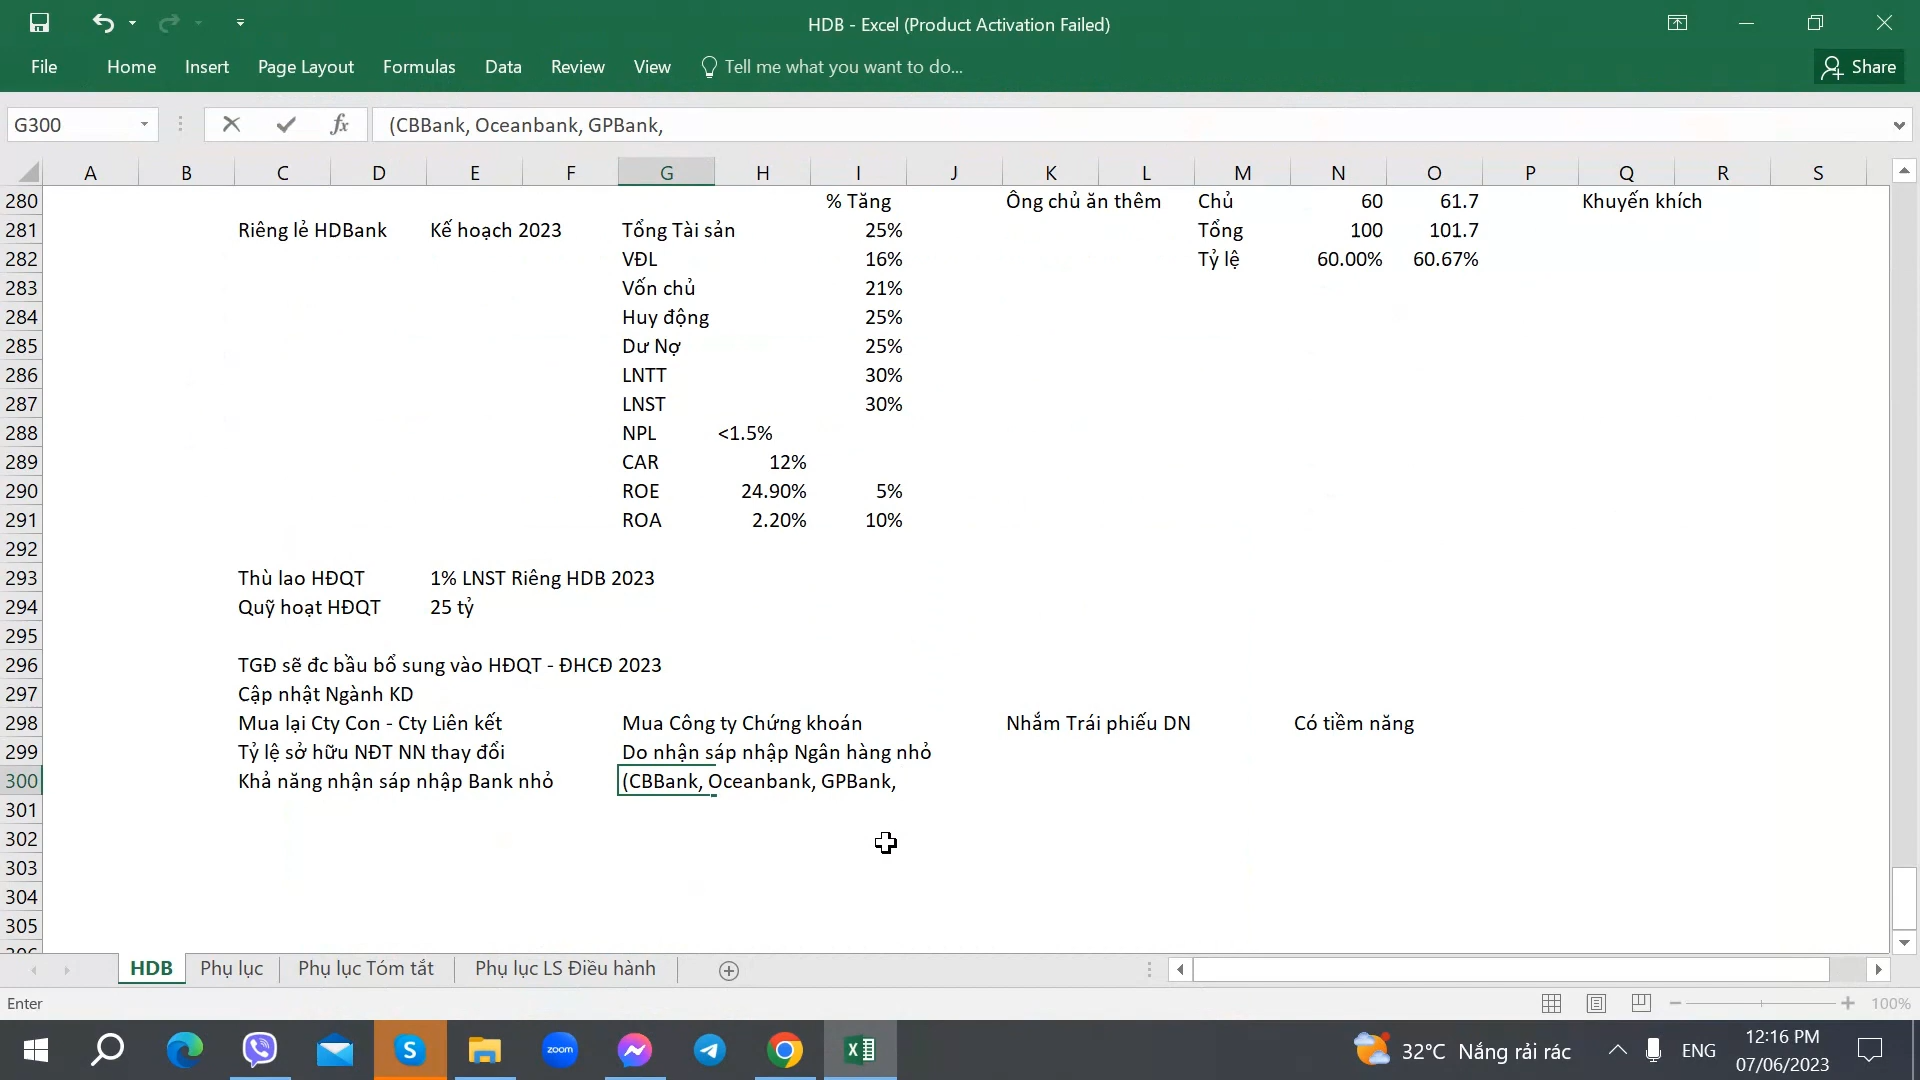 HDB - Excel (Product Activation Failed)
File Home Insert Page Layout Formulas Data Review View Tell me what you want to do... Share
G300 fx (CBBank, Oceanbank, GPBank,
A B C D E F G H I J K L M N O P Q R S
280 % Tăng Ông chủ ăn thêm Chủ 60 61.7 Khuyến khích
281 Riêng lẻ HDBank Kế hoạch 2023 Tổng Tài sản 25% Tổng 100 101.7
282 VĐL 16% Tỷ lệ 60.00% 60.67%
283 Vốn chủ 21%
284 Huy động 25%
285 Dư Nợ 25%
286 LNTT 30%
287 LNST 30%
288 NPL <1.5%
289 CAR 12%
290 ROE 24.90% 5%
291 ROA 2.20% 10%
292
293 Thù lao HĐQT 1% LNST Riêng HDB 2023
294 Quỹ hoạt HĐQT 25 tỷ
295
296 TGĐ sẽ đc bầu bổ sung vào HĐQT - ĐHCĐ 2023
297 Cập nhật Ngành KD
298 Mua lại Cty Con - Cty Liên kết Mua Công ty Chứng khoán Nhắm Trái phiếu DN Có tiềm năng
299 Tỷ lệ sở hữu NĐT NN thay đổi Do nhận sáp nhập Ngân hàng nhỏ
300 Khả năng nhận sáp nhập Bank nhỏ (CBBank, Oceanbank, GPBank,
301
302
303
304
305
HDB Phụ lục Phụ lục Tóm tắt Phụ lục LS Điều hành
Enter 100%
zoom 32°C Nắng rải rác ENG 12:16 PM
07/06/2023